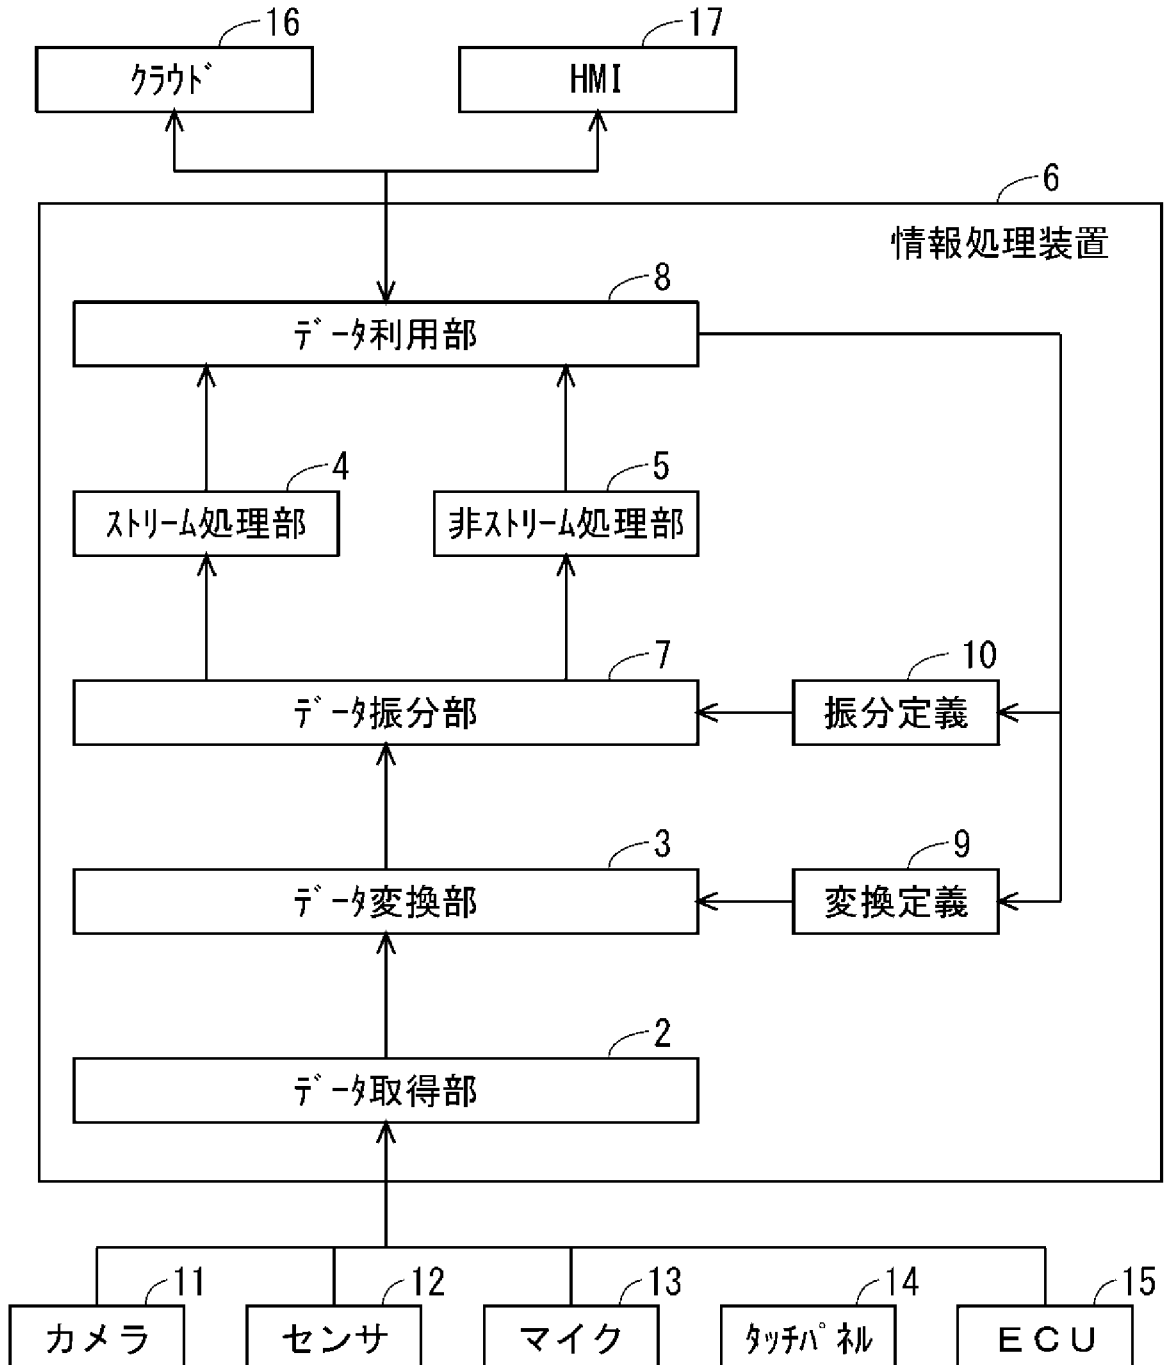 16
17
クラウド
HMI
6
情報処理装置
8
データ利用部
4
5
ストリーム処理部
非ストリーム処理部
7
10
データ振分部
振分定義
3
9
データ変換部
変換定義
2
データ取得部
11
12
13
14
15
カメラ
センサ
マイク
タッチパネル
ECU